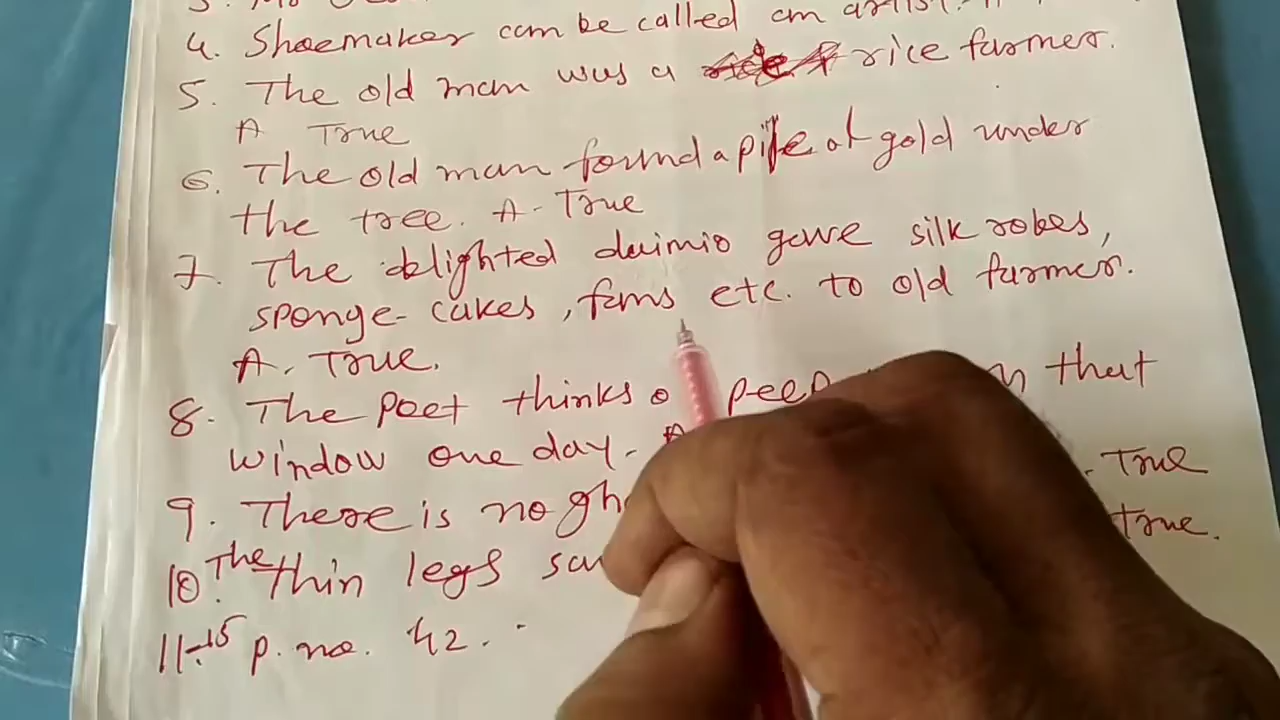 4. Shoemaker can be called an artist.
5. The old man was a rice farmer.
A True
6. The old man found a pile of gold under
the tree. A - True
7. The delighted daimio gave silk robes,
sponge-cakes, fans etc. to old farmer.
A. True.
8. The Poet thinks peep that
window one day.
9. There is no True
10. The thin legs True.
11-15 p. no. 42.